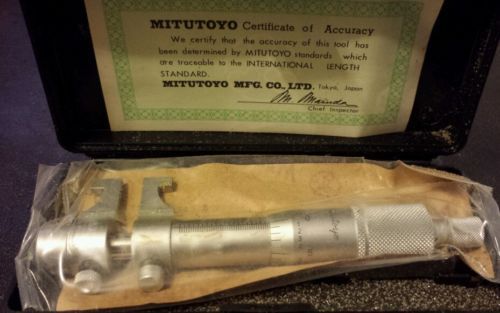 MITUTOYO Certificate of Accuracy
We certify that the accuracy of this tool has
been determined by MITUTOYO standards which
are traceable to the INTERNATIONAL LENGTH
STANDARD.
MITUTOYO MFG. CO., LTD. Tokyo, Japan
Chief Inspector